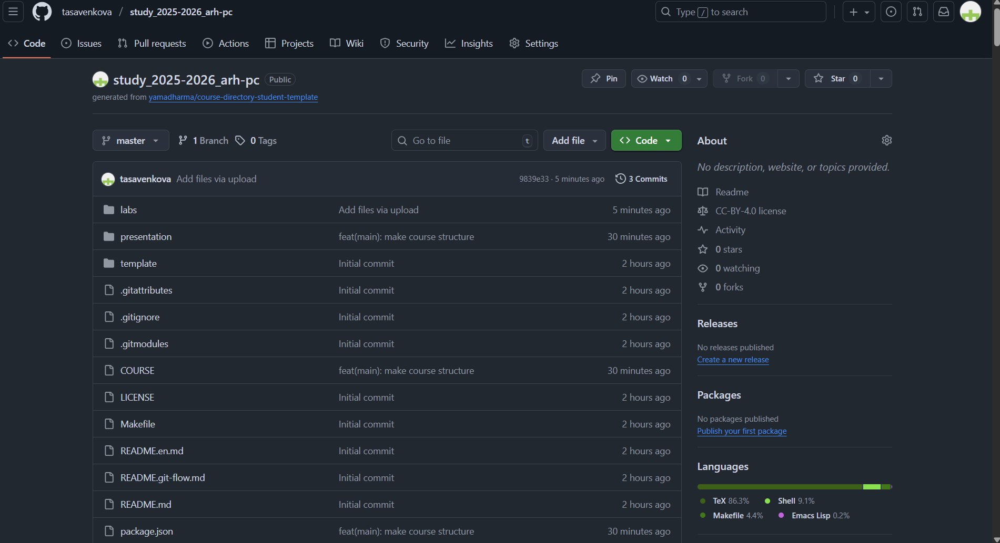 tasavenkova / study_2025-2026_arh-pc
Type / to search
Code Issues Pull requests Actions Projects Wiki Security Insights Settings
study_2025-2026_arh-pc Public
Pin Watch 0 Fork 0 Star 0
generated from yamadharma/course-directory-student-template
master 1 Branch 0 Tags
Go to file t
Add file
Code
tasavenkova Add files via upload 9839e33 · 5 minutes ago 3 Commits
labs Add files via upload 5 minutes ago
presentation feat(main): make course structure 30 minutes ago
template Initial commit 2 hours ago
.gitattributes Initial commit 2 hours ago
.gitignore Initial commit 2 hours ago
.gitmodules Initial commit 2 hours ago
COURSE feat(main): make course structure 30 minutes ago
LICENSE Initial commit 2 hours ago
Makefile Initial commit 2 hours ago
README.en.md Initial commit 2 hours ago
README.git-flow.md Initial commit 2 hours ago
README.md Initial commit 2 hours ago
package.json feat(main): make course structure 30 minutes ago
About
No description, website, or topics provided.
Readme
CC-BY-4.0 license
Activity
0 stars
0 watching
0 forks
Releases
No releases published
Create a new release
Packages
No packages published
Publish your first package
Languages
TeX 86.3% Shell 9.1%
Makefile 4.4% Emacs Lisp 0.2%